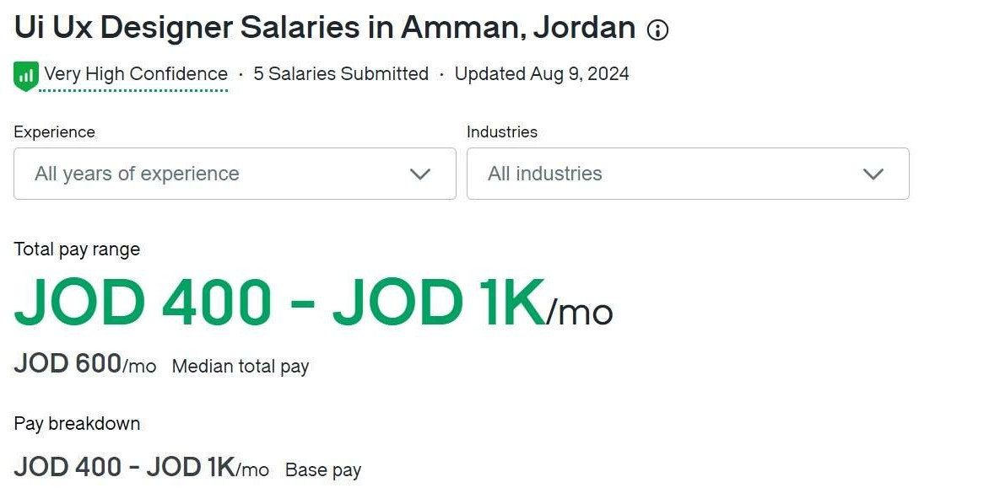 Ui Ux Designer Salaries in Amman, Jordan
Very High Confidence · 5 Salaries Submitted · Updated Aug 9, 2024
Experience Industries
All years of experience All industries
Total pay range
JOD 400 - JOD 1K/mo
JOD 600/mo Median total pay
Pay breakdown
JOD 400 - JOD 1K/mo Base pay